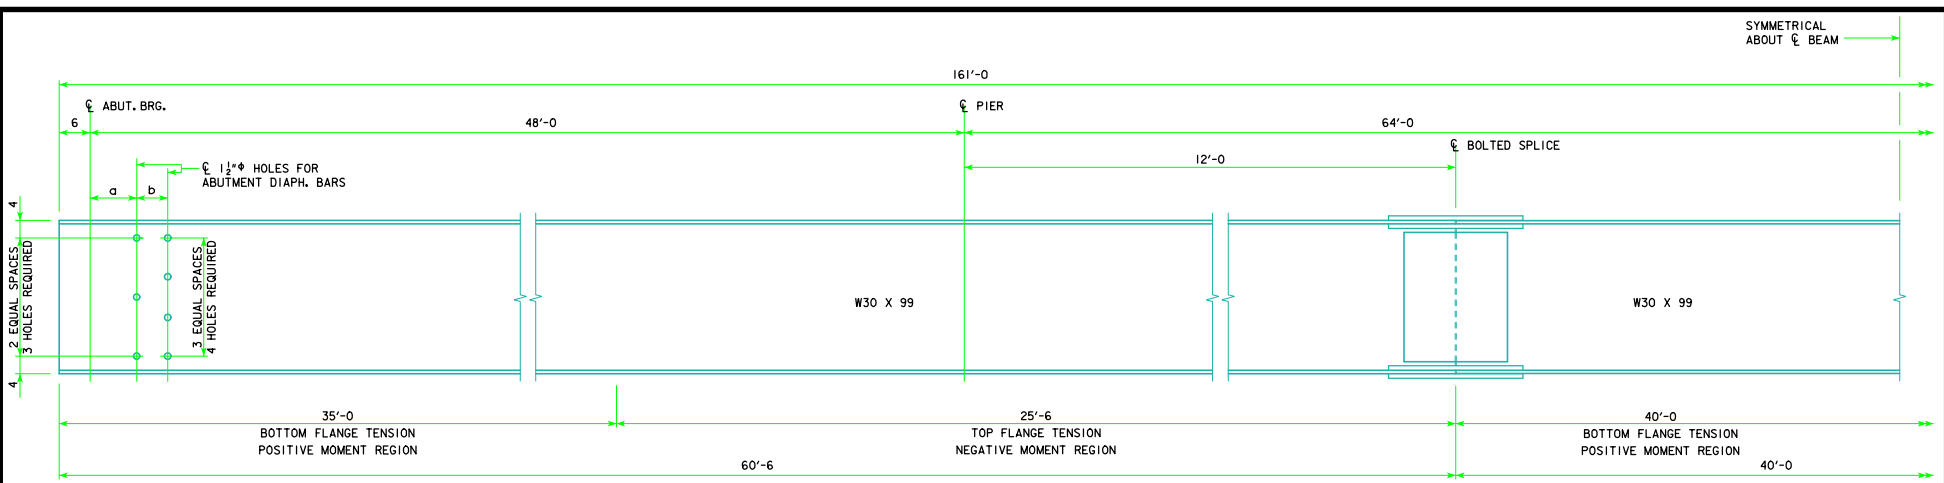 SYMMETRICAL
ABOUT ℄ BEAM
161'-0
℄ ABUT. BRG.
℄ PIER
6
48'-0
64'-0
℄ BOLTED SPLICE
12'-0
℄ 1 1/2"Φ HOLES FOR
ABUTMENT DIAPH. BARS
a
b
4
2 EQUAL SPACES
3 HOLES REQUIRED
3 EQUAL SPACES
4 HOLES REQUIRED
W30 X 99
W30 X 99
4
35'-0
25'-6
40'-0
BOTTOM FLANGE TENSION
POSITIVE MOMENT REGION
TOP FLANGE TENSION
NEGATIVE MOMENT REGION
BOTTOM FLANGE TENSION
POSITIVE MOMENT REGION
60'-6
40'-0